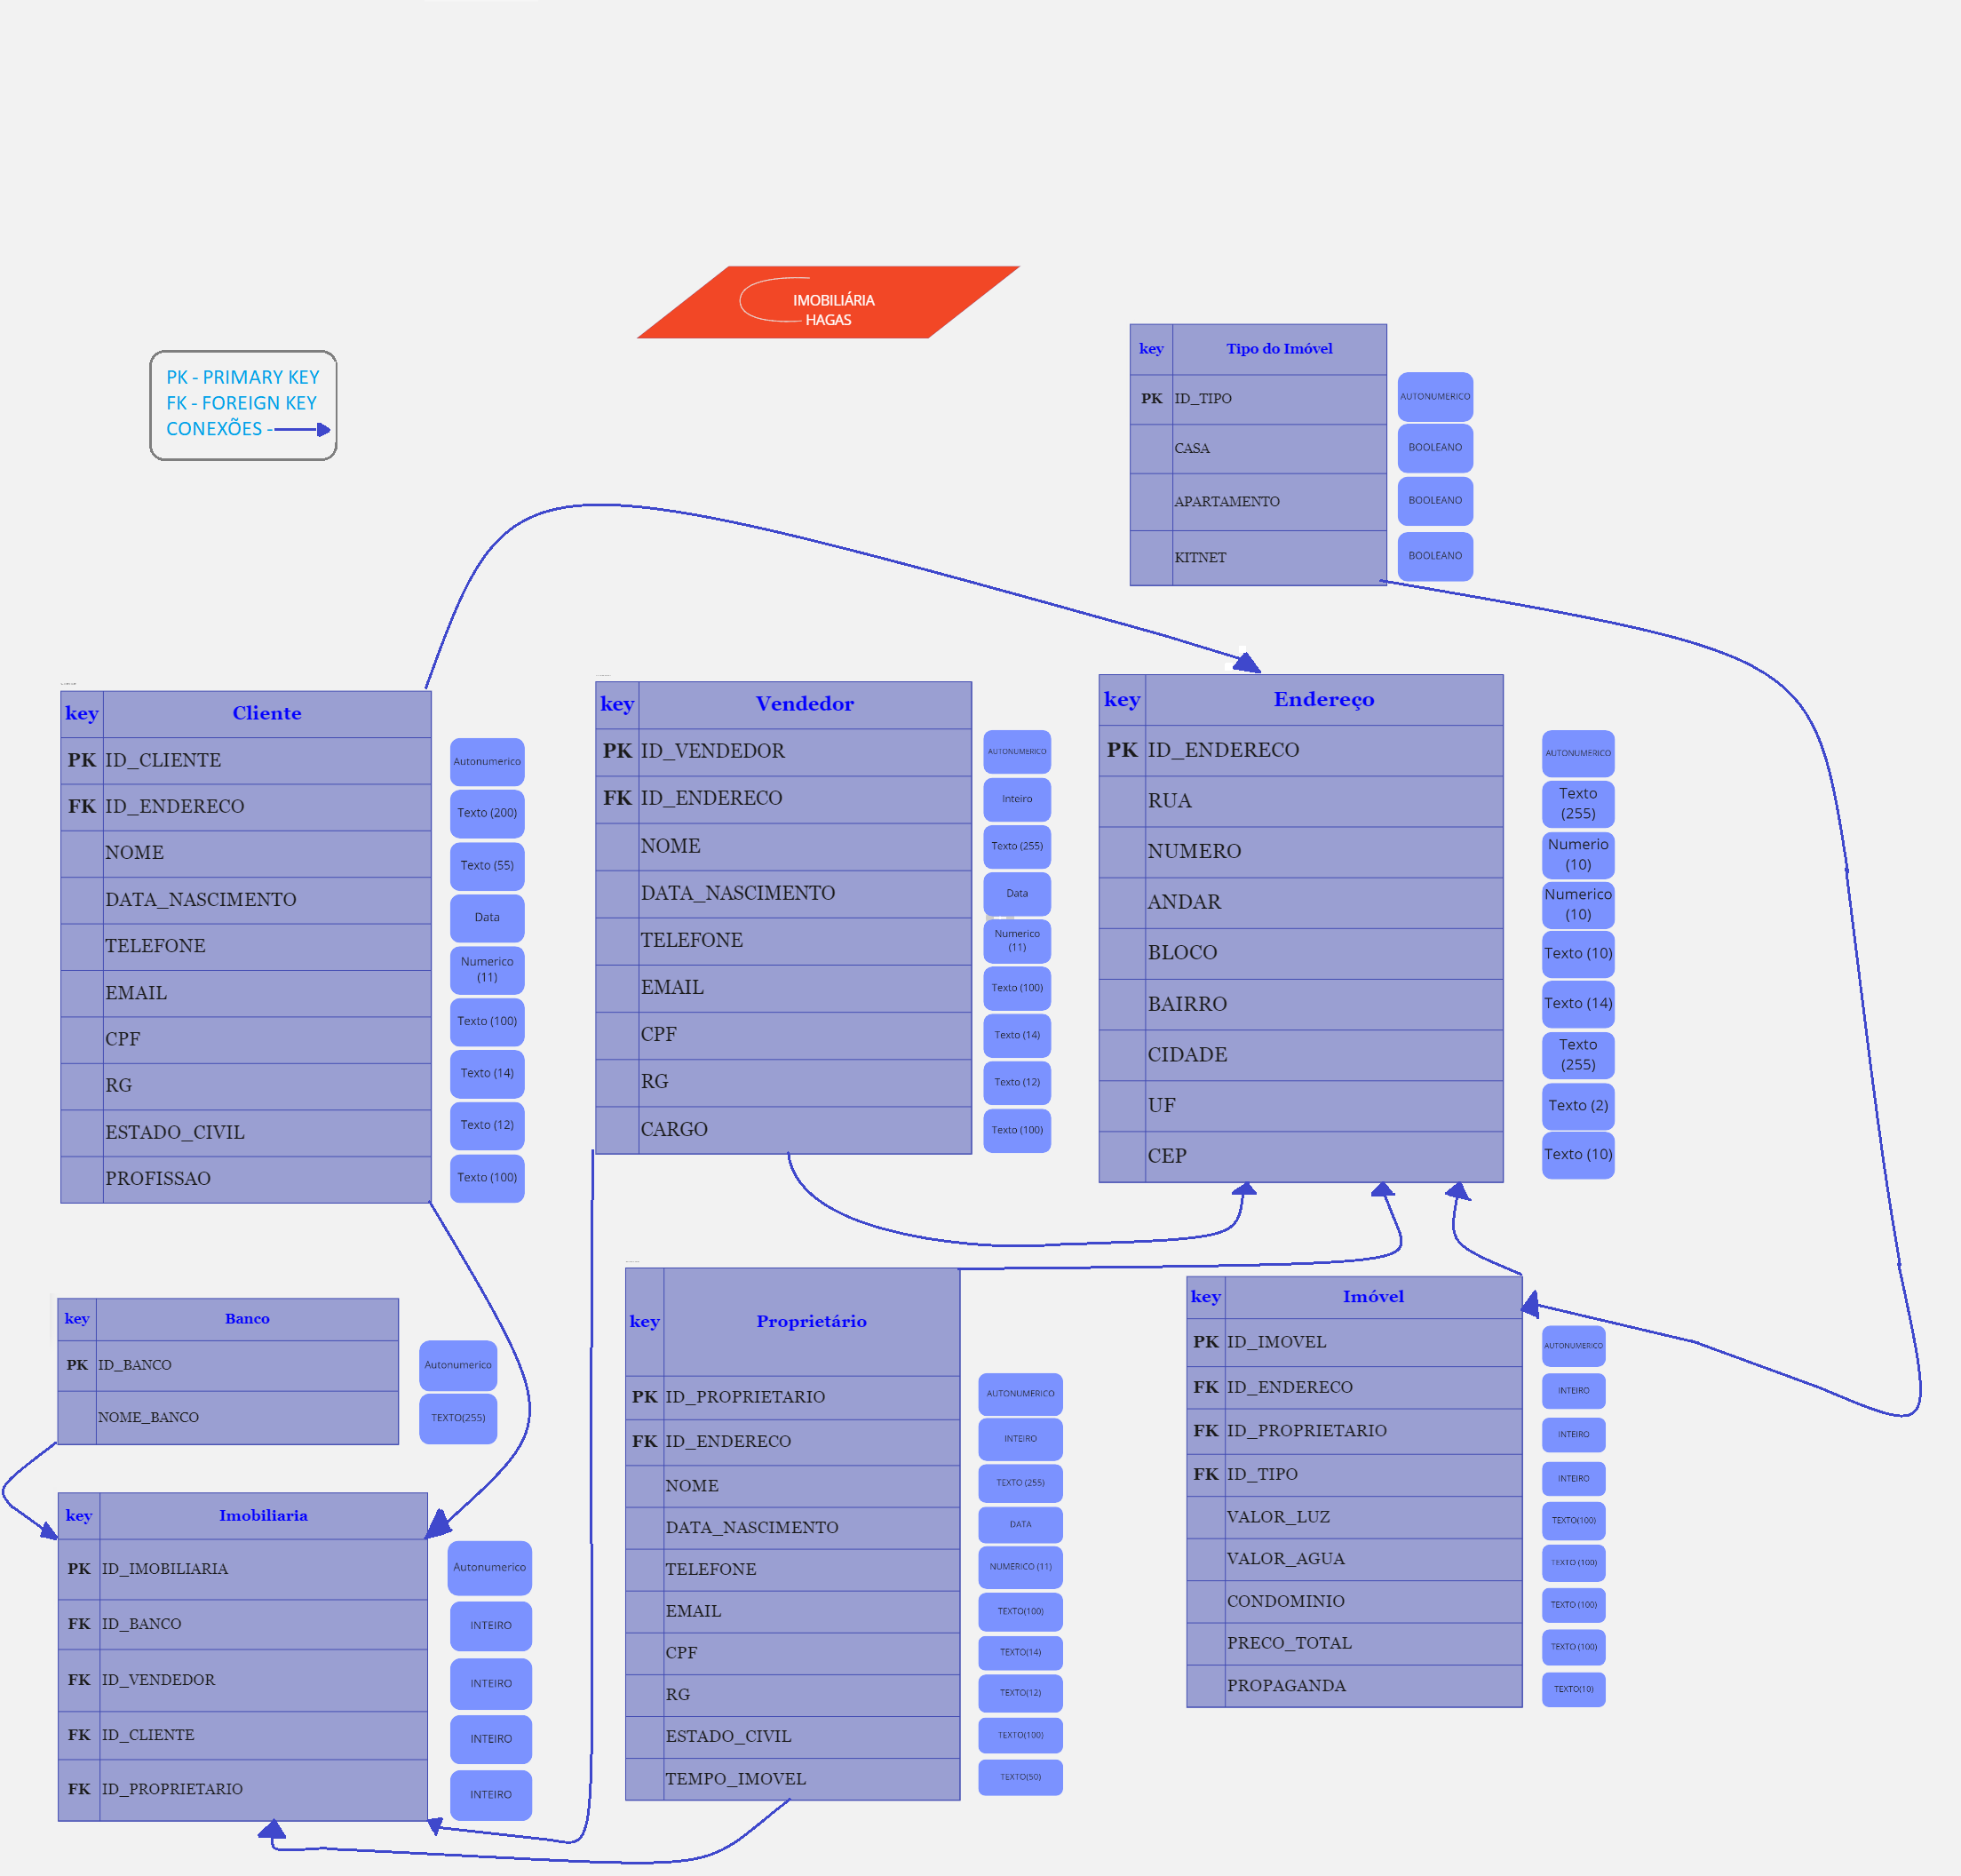 IMOBILIÁRIA
HAGAS
PK - PRIMARY KEY
FK - FOREIGN KEY
CONEXÕES -
key Tipo do Imóvel
PK ID_TIPO AUTONUMERICO
CASA BOOLEANO
APARTAMENTO BOOLEANO
KITNET BOOLEANO
key Cliente
PK ID_CLIENTE Autonumerico
FK ID_ENDERECO Texto (200)
NOME Texto (55)
DATA_NASCIMENTO Data
TELEFONE Numerico
(11)
EMAIL Texto (100)
CPF Texto (14)
RG Texto (12)
ESTADO_CIVIL Texto (100)
PROFISSAO
key Vendedor
PK ID_VENDEDOR AUTONUMERICO
FK ID_ENDERECO Inteiro
NOME Texto (255)
DATA_NASCIMENTO Data
TELEFONE Numerico
(11)
EMAIL Texto (100)
CPF Texto (14)
RG Texto (12)
CARGO Texto (100)
key Endereço
PK ID_ENDERECO AUTONUMERICO
RUA Texto
(255)
NUMERO Numerio
(10)
ANDAR Numerico
(10)
BLOCO Texto (10)
BAIRRO Texto (14)
CIDADE Texto
(255)
UF Texto (2)
CEP Texto (10)
key Banco
PK ID_BANCO Autonumerico
NOME_BANCO TEXTO(255)
key Imobiliaria
PK ID_IMOBILIARIA Autonumerico
FK ID_BANCO INTEIRO
FK ID_VENDEDOR INTEIRO
FK ID_CLIENTE INTEIRO
FK ID_PROPRIETARIO INTEIRO
key Proprietário
PK ID_PROPRIETARIO AUTONUMERICO
FK ID_ENDERECO INTEIRO
NOME TEXTO (255)
DATA_NASCIMENTO DATA
TELEFONE NUMERICO (11)
EMAIL TEXTO(100)
CPF TEXTO(14)
RG TEXTO(12)
ESTADO_CIVIL TEXTO(100)
TEMPO_IMOVEL TEXTO(50)
key Imóvel
PK ID_IMOVEL AUTONUMERICO
FK ID_ENDERECO INTEIRO
FK ID_PROPRIETARIO INTEIRO
FK ID_TIPO INTEIRO
VALOR_LUZ TEXTO(100)
VALOR_AGUA TEXTO (100)
CONDOMINIO TEXTO (100)
PRECO_TOTAL TEXTO (100)
PROPAGANDA TEXTO(10)